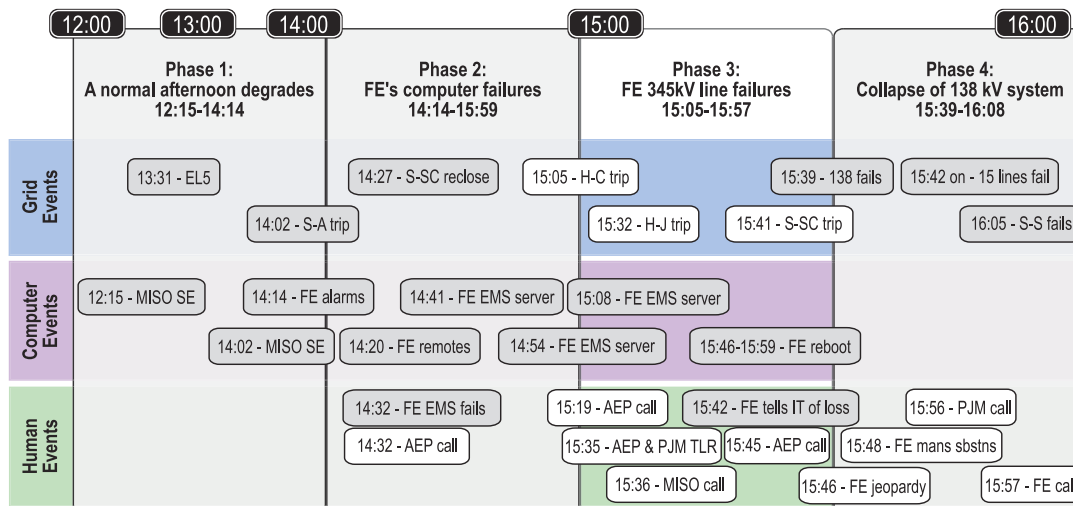 12:00
13:00
14:00
15:00
16:00
Phase 1:
A normal afternoon degrades
12:15-14:14
Phase 2:
FE's computer failures
14:14-15:59
Phase 3:
FE 345kV line failures
15:05-15:57
Phase 4:
Collapse of 138 kV system
15:39-16:08
Grid
Events
13:31 - EL5
14:27 - S-SC reclose
15:05 - H-C trip
15:39 - 138 fails
15:42 on - 15 lines fail
14:02 - S-A trip
15:32 - H-J trip
15:41 - S-SC trip
16:05 - S-S fails
Computer
Events
12:15 - MISO SE
14:14 - FE alarms
14:41 - FE EMS server
15:08 - FE EMS server
14:02 - MISO SE
14:20 - FE remotes
14:54 - FE EMS server
15:46-15:59 - FE reboot
Human
Events
14:32 - FE EMS fails
15:19 - AEP call
15:42 - FE tells IT of loss
15:56 - PJM call
14:32 - AEP call
15:35 - AEP & PJM TLR
15:45 - AEP call
15:48 - FE mans sbstns
15:36 - MISO call
15:46 - FE jeopardy
15:57 - FE cal